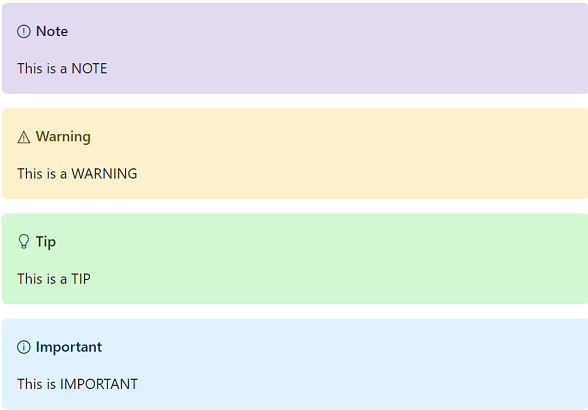 Note
This is a NOTE
Warning
This is a WARNING
Tip
This is a TIP
Important
This is IMPORTANT